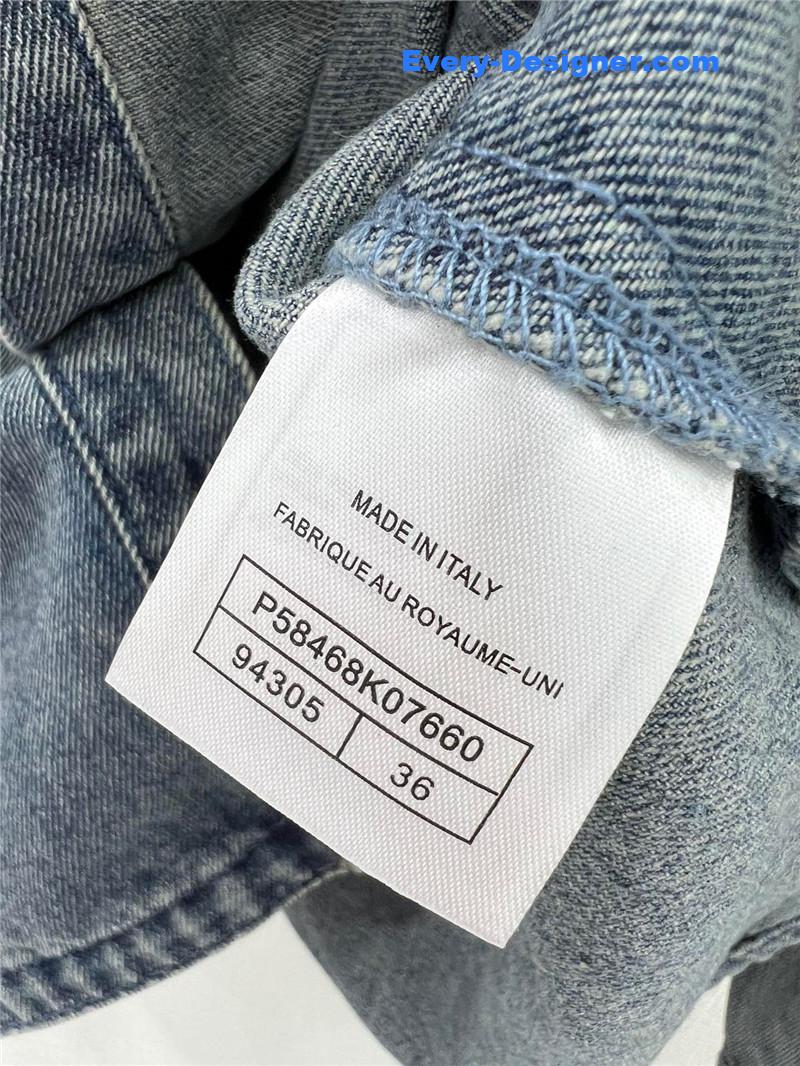 Every-Designer.com
MADE IN ITALY
FABRIQUE AU ROYAUME-UNI
P58468K07660
94305
36